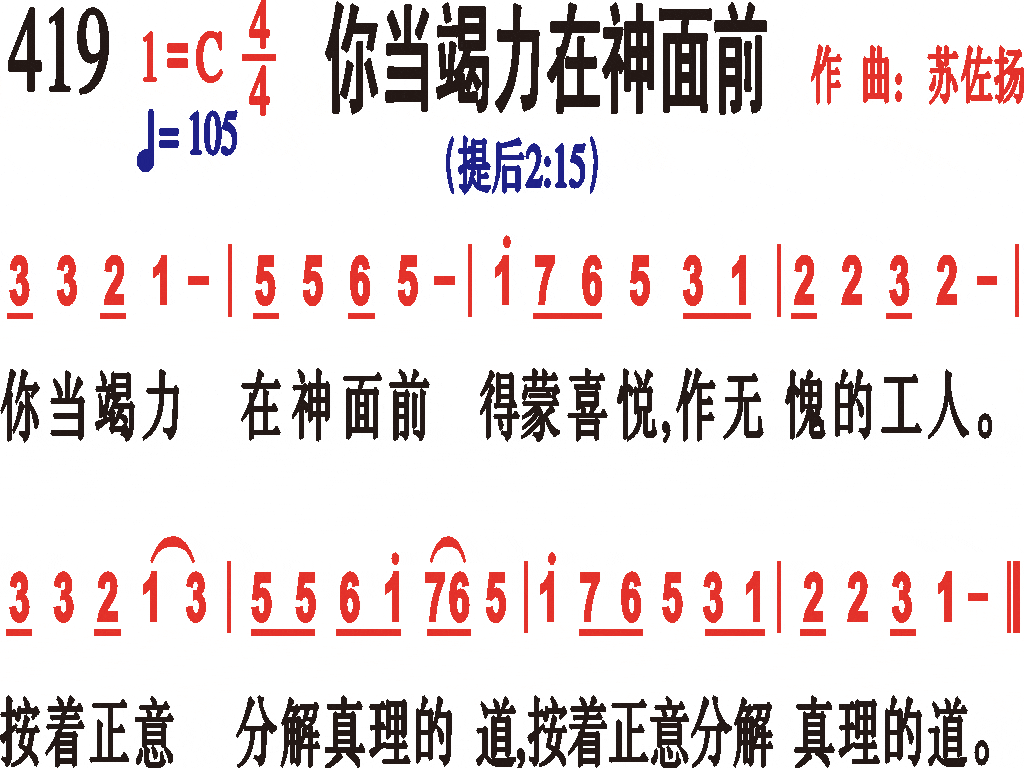 419 1=C 4/4 你当竭力在神面前 作 曲：苏佐扬
♩= 105 (提后2:15)
3 3 2 1 - | 5 5 6 5 - | i 7 6 5 3 1 | 2 2 3 2 - |
你当竭力 在神面前 得蒙喜悦,作无 愧的工人。
3 3 2 1 3 | 5 5 6 i 76 5 | i 7 6 5 3 1 | 2 2 3 1 - ||
按着正意 分解真理的 道,按着正意分解 真理的道。